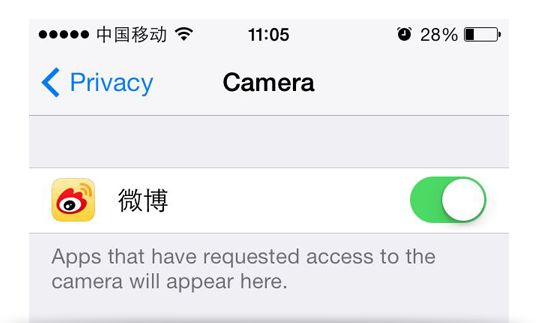 中国移动 11:05 28%
Privacy Camera
微博
Apps that have requested access to the
camera will appear here.